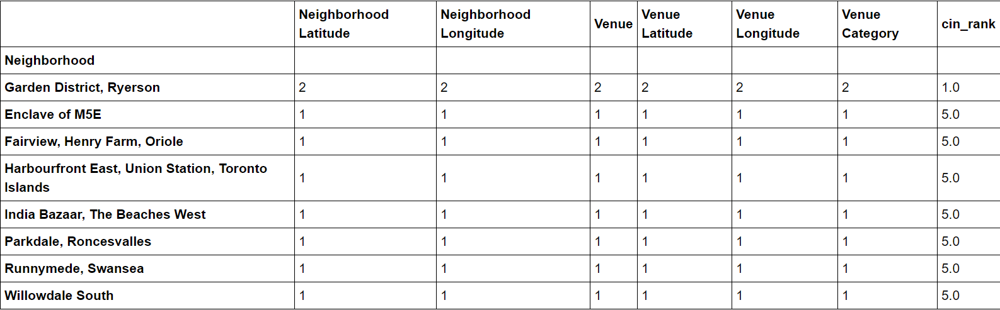 Neighborhood Latitude Neighborhood Longitude Venue Venue Latitude Venue Longitude Venue Category cin_rank
Neighborhood
Garden District, Ryerson 2 2 2 2 2 2 1.0
Enclave of M5E 1 1 1 1 1 1 5.0
Fairview, Henry Farm, Oriole 1 1 1 1 1 1 5.0
Harbourfront East, Union Station, Toronto Islands 1 1 1 1 1 1 5.0
India Bazaar, The Beaches West 1 1 1 1 1 1 5.0
Parkdale, Roncesvalles 1 1 1 1 1 1 5.0
Runnymede, Swansea 1 1 1 1 1 1 5.0
Willowdale South 1 1 1 1 1 1 5.0